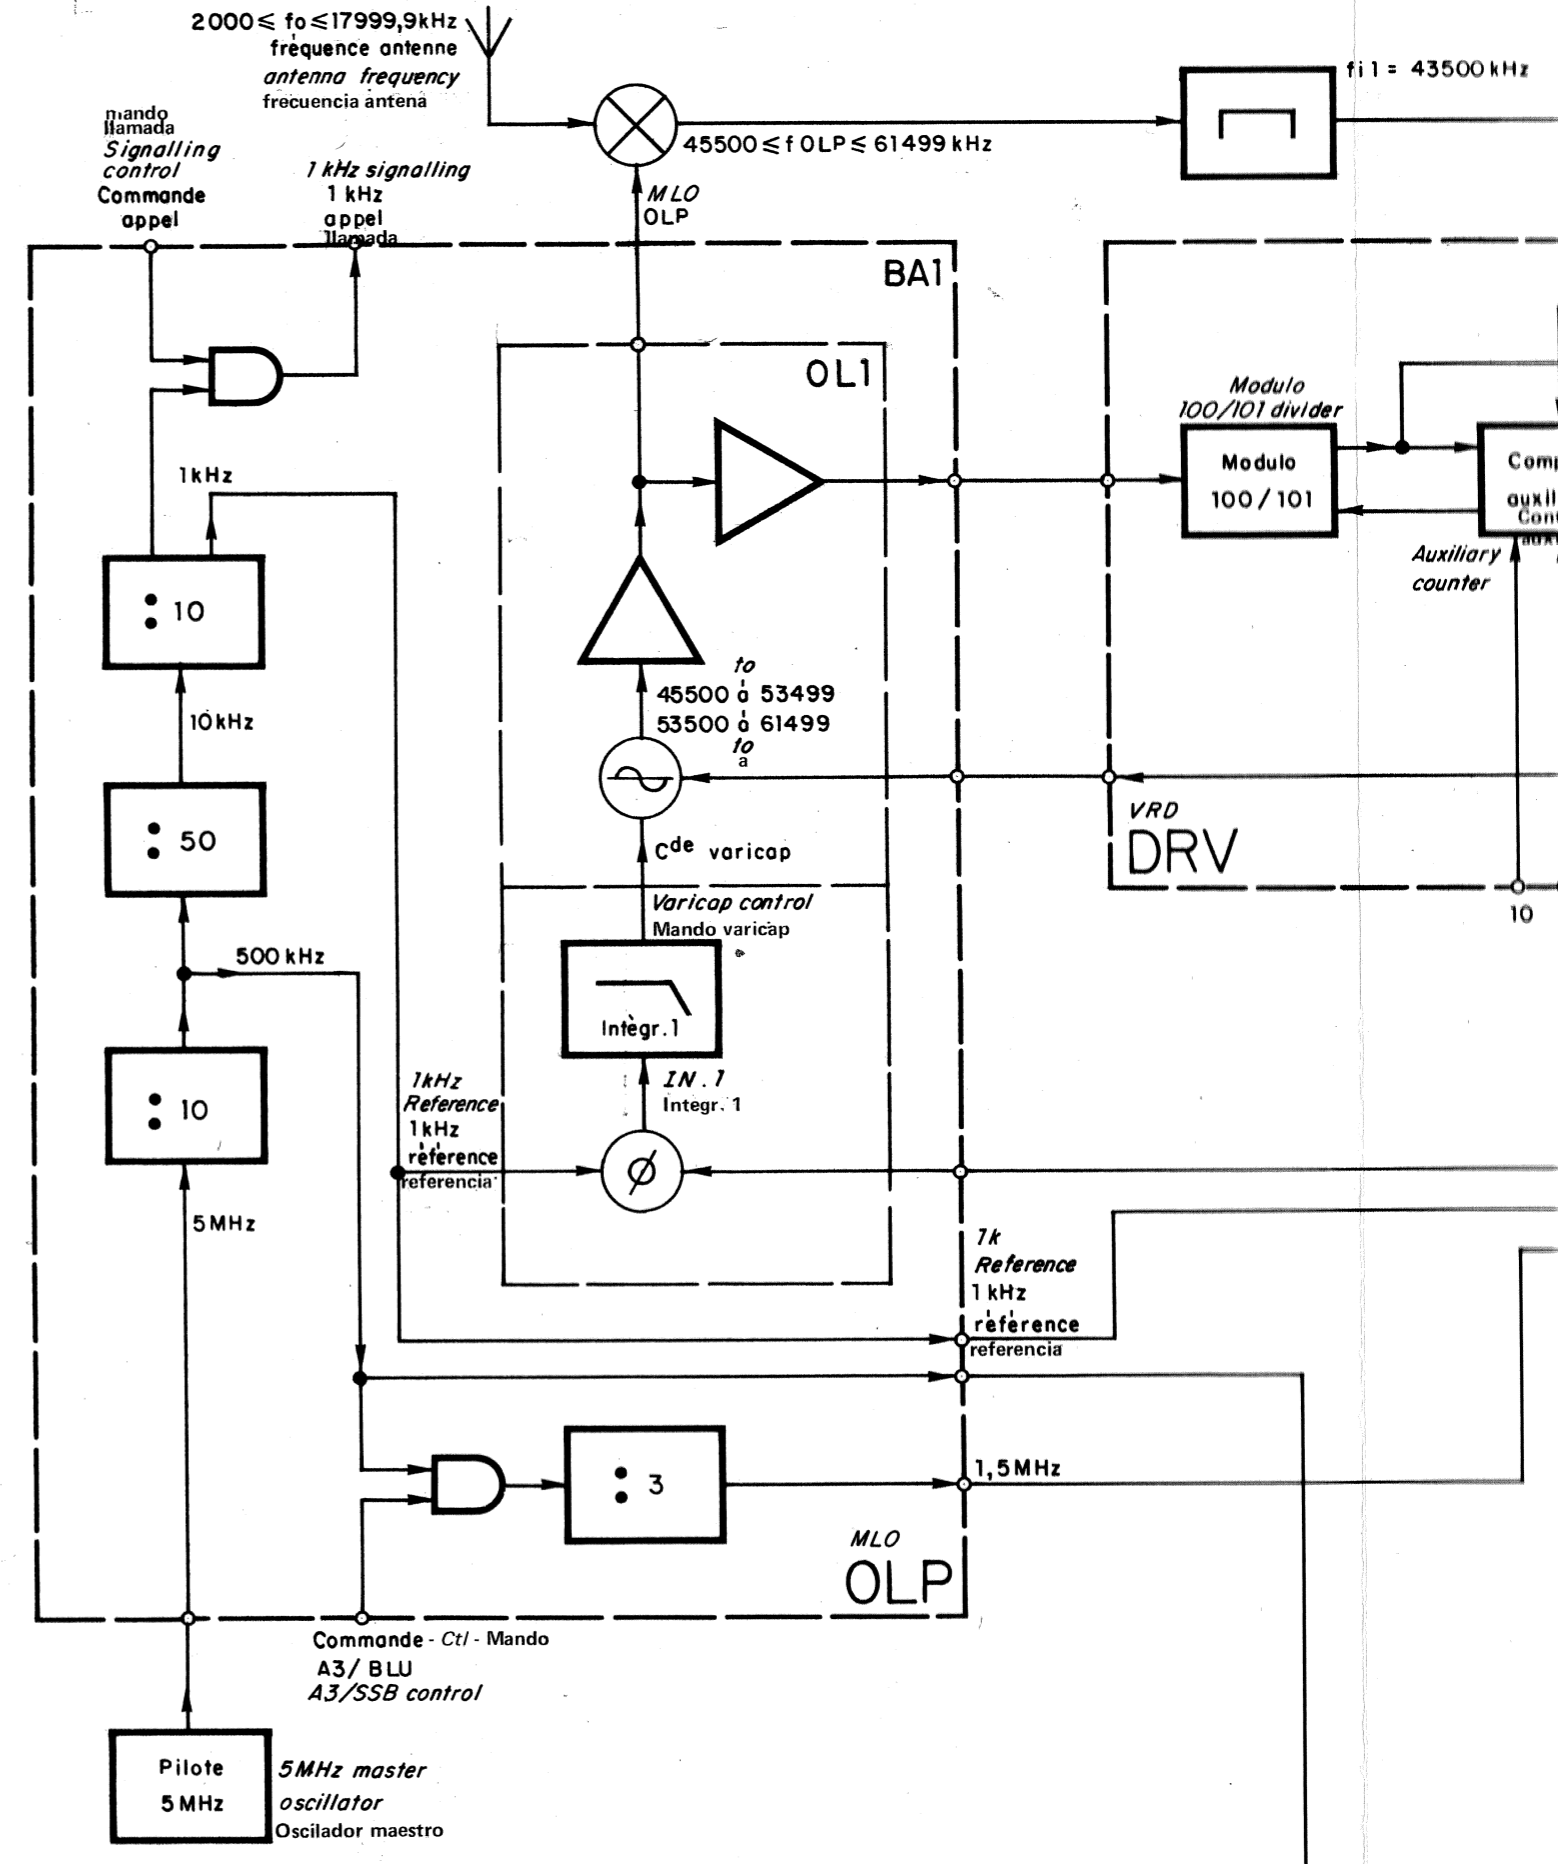 2000 ≤ fo ≤ 17999,9kHz
fréquence antenne
antenna frequency
frecuencia antena
fi1 = 43500 kHz
45500 ≤ f OLP ≤ 61499 kHz
mando
llamada
Signalling
control
Commande
appel
1 kHz signalling
1 kHz
appel
llamada
MLO
OLP
BA1
OL1
Modulo
100/101 divider
Modulo
100/101
Auxiliary
counter
1kHz
: 10
10kHz
to
45500 à 53499
53500 à 61499
to
a
: 50
Cde varicap
VRD
DRV
10
Varicap control
Mando varicap
500 kHz
Intègr. 1
: 10
IN. 1
Integr. 1
1kHz
Reference
1kHz
référence
referencia
ø
5MHz
1k
Reference
1 kHz
référence
referencia
: 3
1,5MHz
MLO
OLP
Commande - Ctl - Mando
A3/ BLU
A3/SSB control
Pilote
5MHz
5MHz master
oscillator
Oscilador maestro